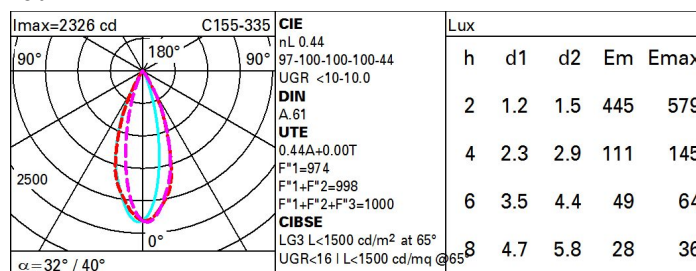 Imax=2326 cd C155-335
90° 180° 90°
2500
0°
α=32° / 40°
CIE
nL 0.44
97-100-100-100-44
UGR <10-10.0
DIN
A.61
UTE
0.44A+0.00T
F"1=974
F"1+F"2=998
F"1+F"2+F"3=1000
CIBSE
LG3 L<1500 cd/m² at 65°
UGR<16 | L<1500 cd/mq @65°
Lux
h d1 d2 Em Emax
2 1.2 1.5 445 579
4 2.3 2.9 111 145
6 3.5 4.4 49 64
8 4.7 5.8 28 36